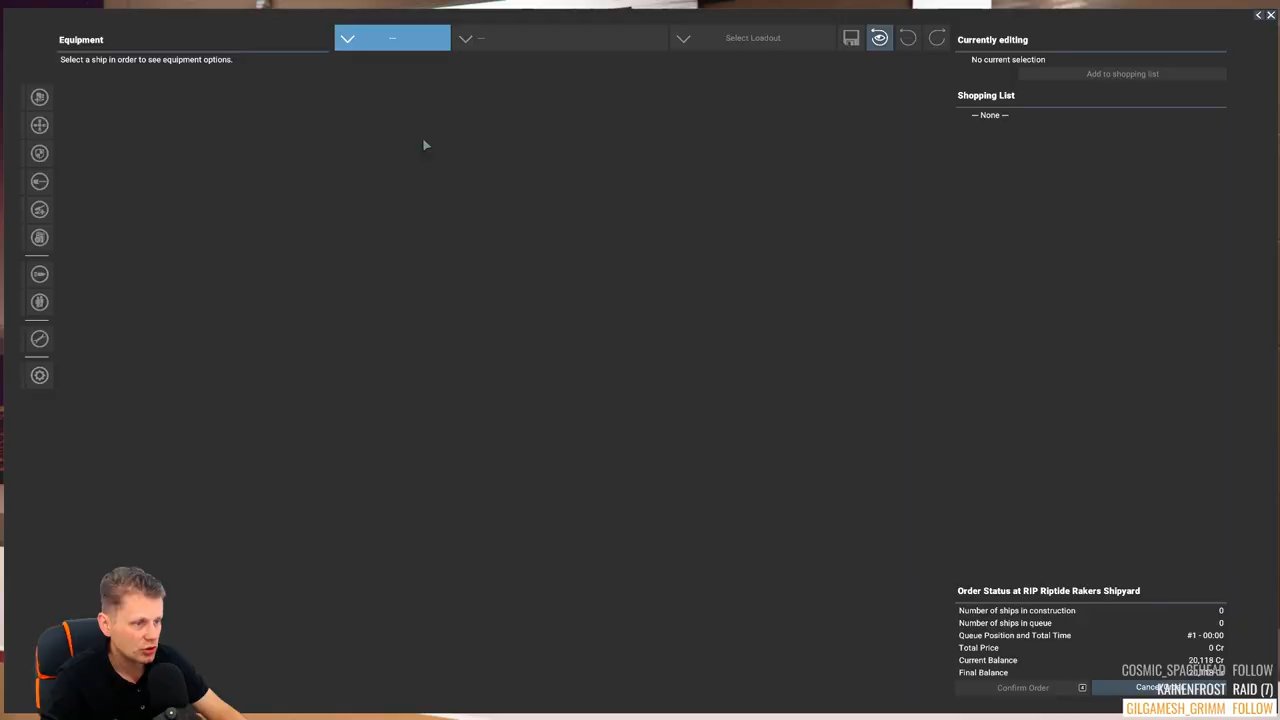 Equipment
Select a ship in order to see equipment options.
—
—
Select Loadout
Currently editing
No current selection
Add to shopping list
Shopping List
— None —
Order Status at RIP Riptide Rakers Shipyard
Number of ships in construction 0
Number of ships in queue 0
Queue Position and Total Time #1 - 00:00
Total Price 0 Cr
Current Balance 20,118 Cr
Final Balance
Confirm Order
COSMIC_SPACEHEAD FOLLOW
KAINENFROST RAID (7)
GILGAMESH_GRIMM FOLLOW